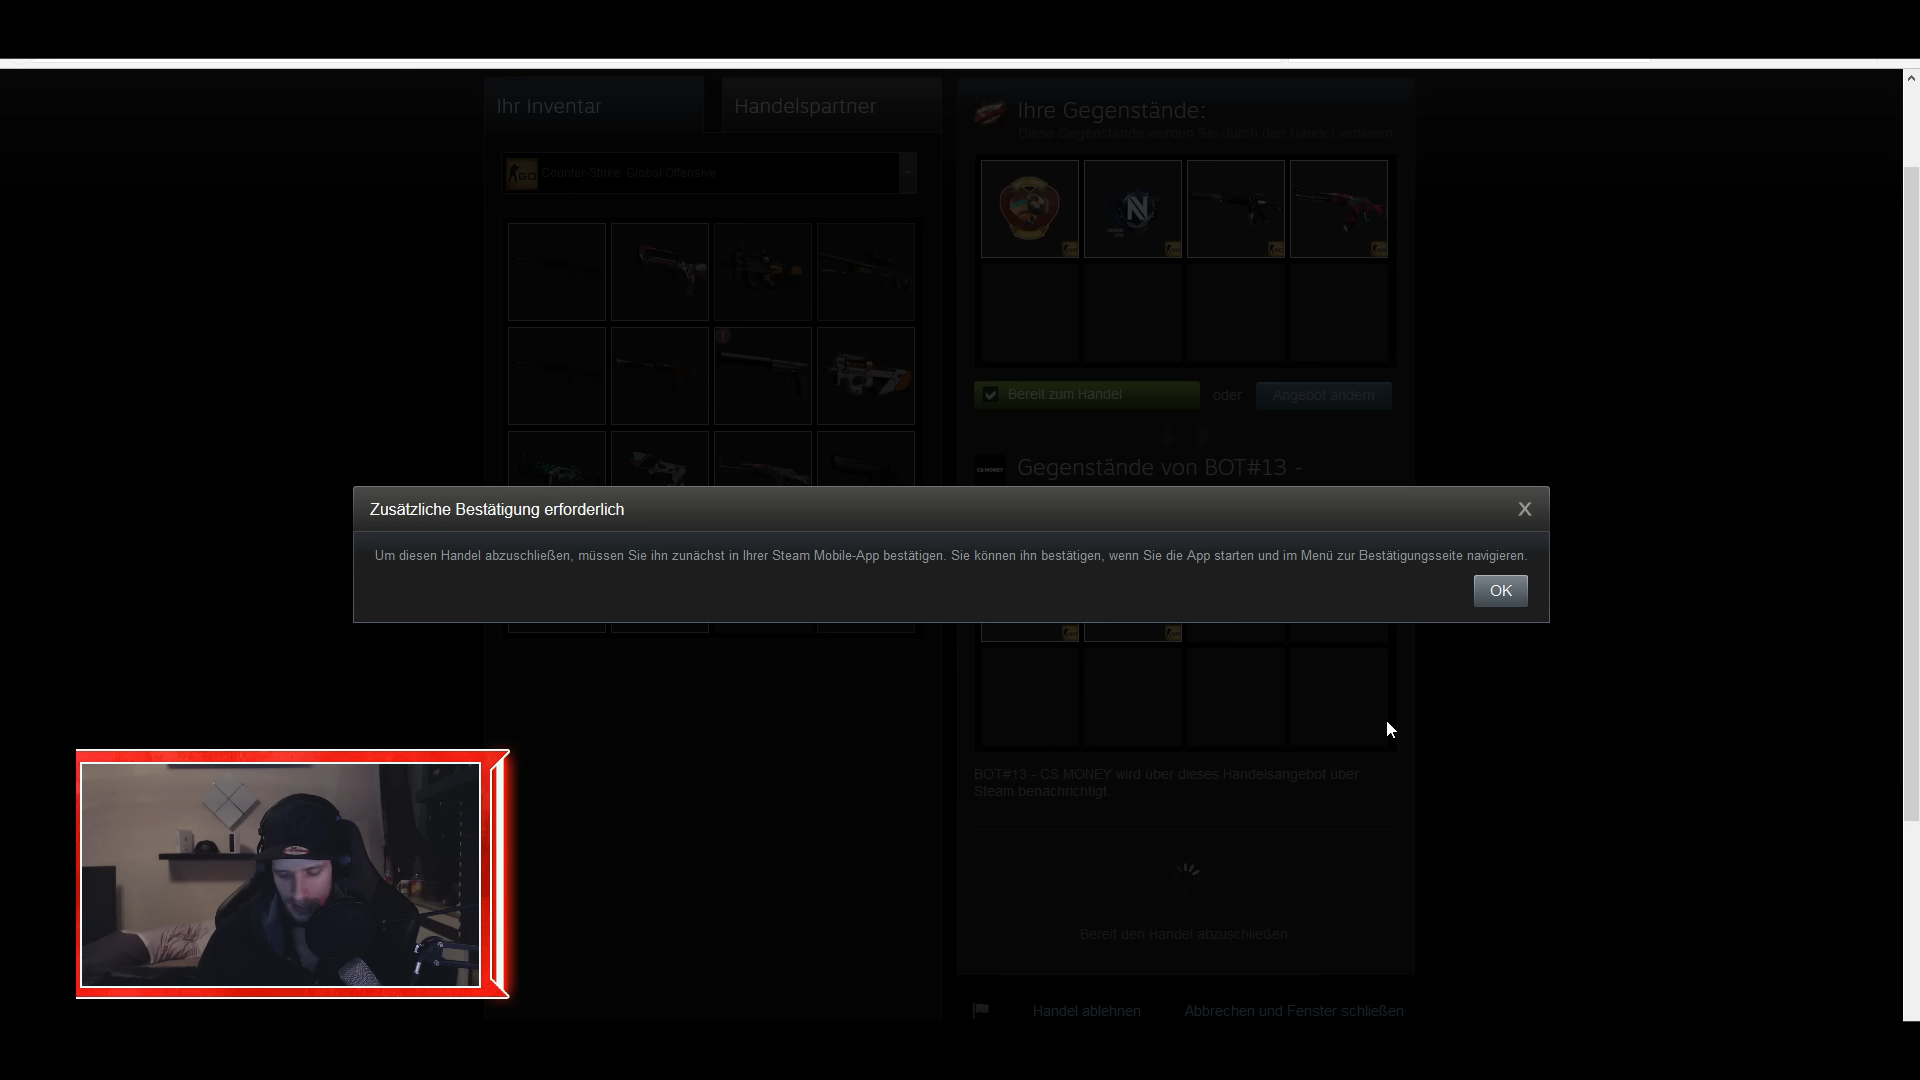 Ihr Inventar
Handelspartner
Counter-Strike: Global Offensive
Ihre Gegenstände:
Diese Gegenstände werden Sie durch den Handel verlieren
N
Bereit zum Handel
oder
Angebot ändern
CS.MONEY
Gegenstände von BOT#13 -
Zusätzliche Bestätigung erforderlich
X
Um diesen Handel abzuschließen, müssen Sie ihn zunächst in Ihrer Steam Mobile-App bestätigen. Sie können ihn bestätigen, wenn Sie die App starten und im Menü zur Bestätigungsseite navigieren.
OK
BOT#13 - CS.MONEY wird über dieses Handelsangebot über
Steam benachrichtigt.
Bereit den Handel abzuschließen
Handel ablehnen
Abbrechen und Fenster schließen